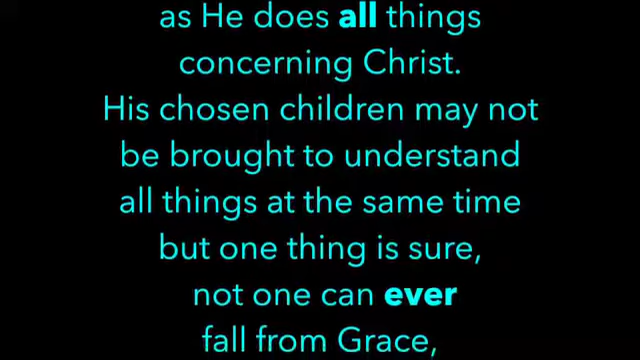 as He does all things
concerning Christ.
His chosen children may not
be brought to understand
all things at the same time
but one thing is sure,
not one can ever
fall from Grace,